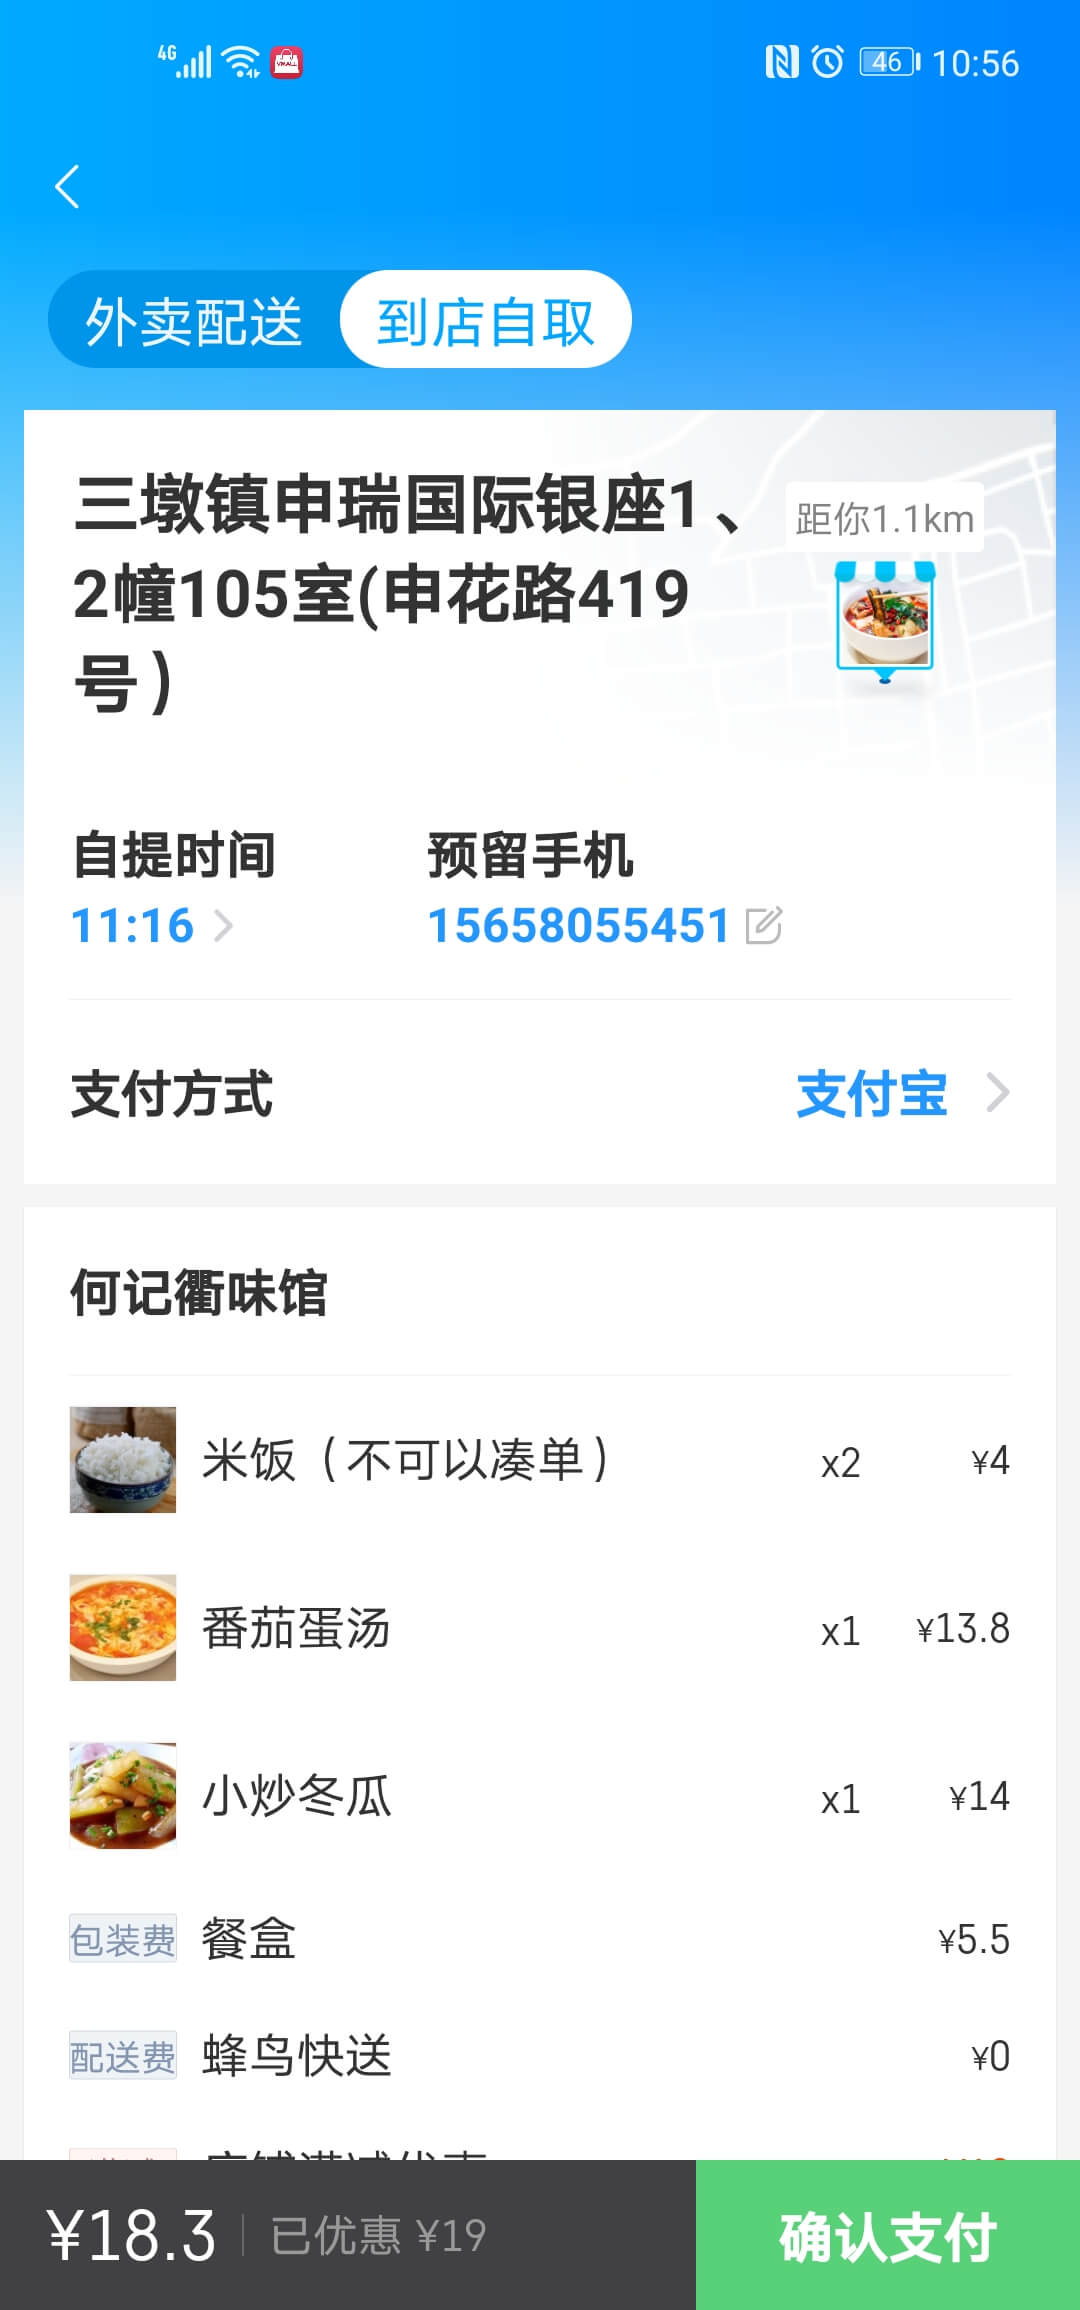 4G
VMALL
46
10:56
外卖配送
到店自取
三墩镇申瑞国际银座1、
2幢105室(申花路419
号)
距你1.1km
自提时间
预留手机
11:16
15658055451
支付方式
支付宝
何记衢味馆
米饭（不可以凑单） x2 ¥4
番茄蛋汤 x1 ¥13.8
小炒冬瓜 x1 ¥14
包装费 餐盒 ¥5.5
配送费 蜂鸟快送 ¥0
¥18.3 已优惠 ¥19
确认支付